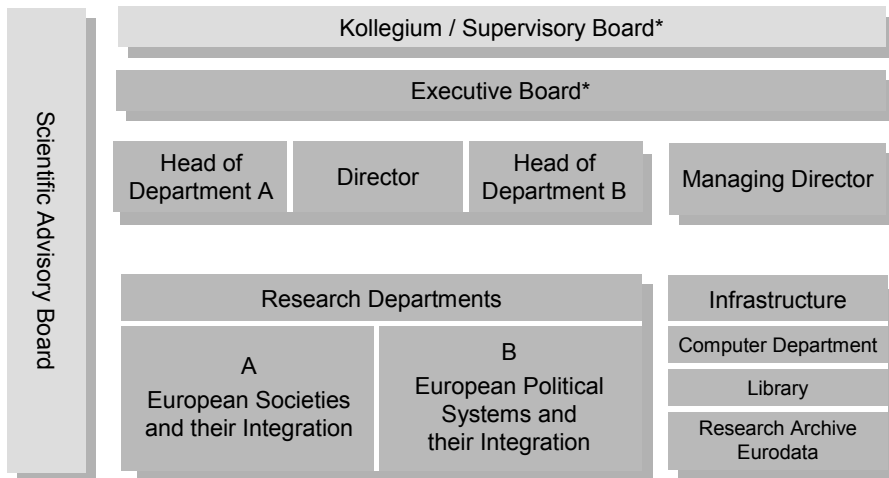 Scientific Advisory Board
Kollegium / Supervisory Board*
Executive Board*
Head of
Department A
Director
Head of
Department B
Managing Director
Research Departments
A
European Societies
and their Integration
B
European Political
Systems and
their Integration
Infrastructure
Computer Department
Library
Research Archive
Eurodata